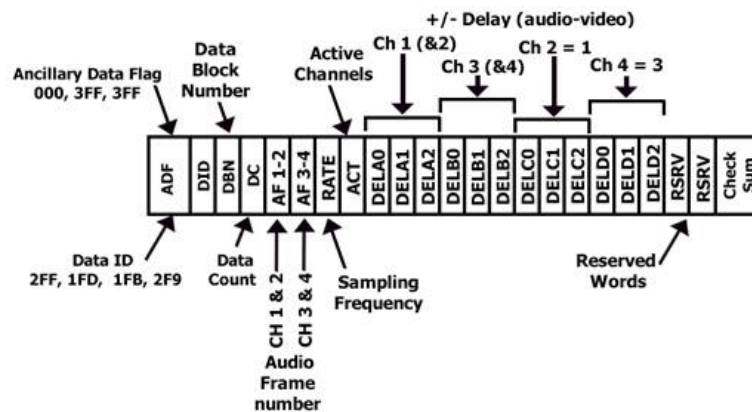 +/- Delay (audio-video)
Ch 1 (&2)
Ch 2 = 1
Ch 3 (&4)
Ch 4 = 3
Data
Block
Number
Active
Channels
Ancillary Data Flag
000, 3FF, 3FF
ADF
DID
DBN
DC
AF 1-2
AF 3-4
RATE
ACT
DELA0
DELA1
DELA2
DELB0
DELB1
DELB2
DELC0
DELC1
DELC2
DELD0
DELD1
DELD2
RSRV
RSRV
Check
Sum
Data ID
2FF, 1FD, 1FB, 2F9
Data
Count
CH 1 & 2
CH 3 & 4
Sampling
Frequency
Reserved
Words
Audio
Frame
number